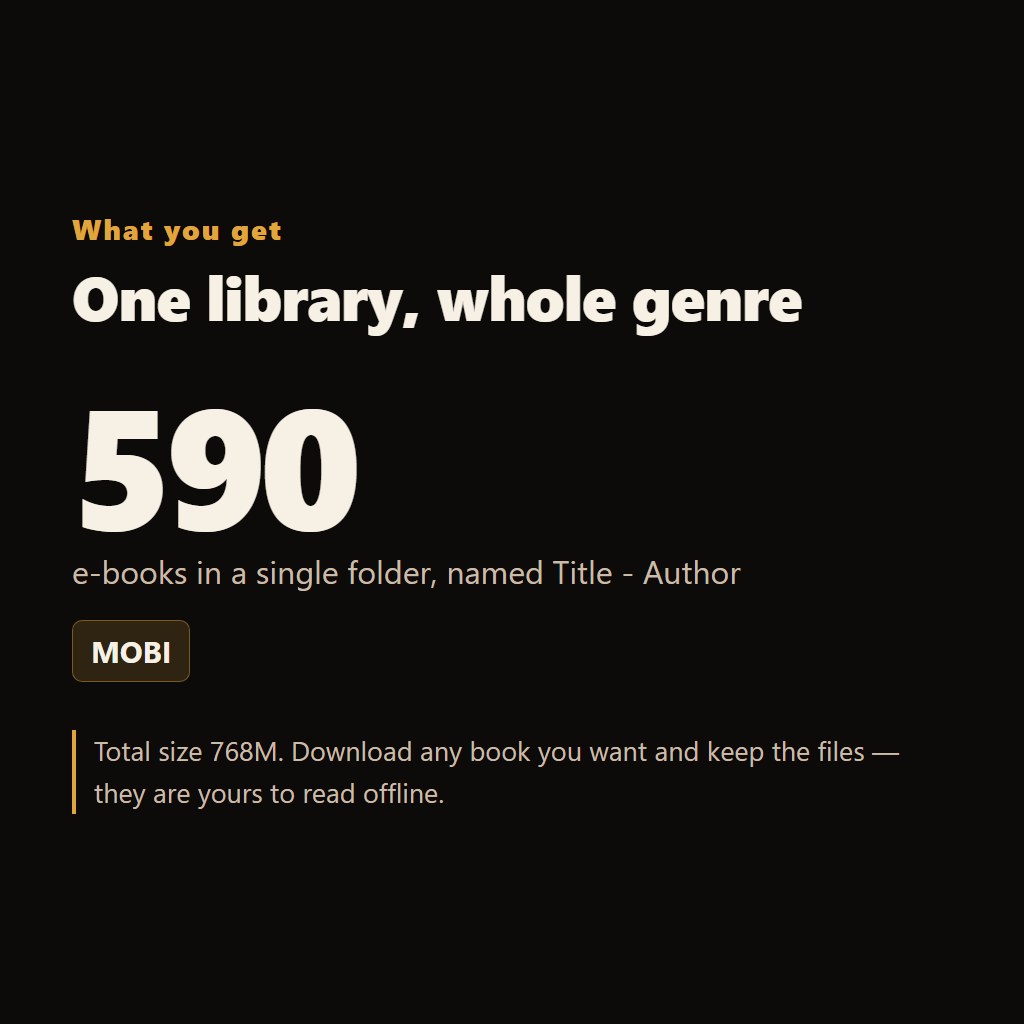 What you get
One library, whole genre
590
e-books in a single folder, named Title - Author
MOBI
Total size 768M. Download any book you want and keep the files —
they are yours to read offline.